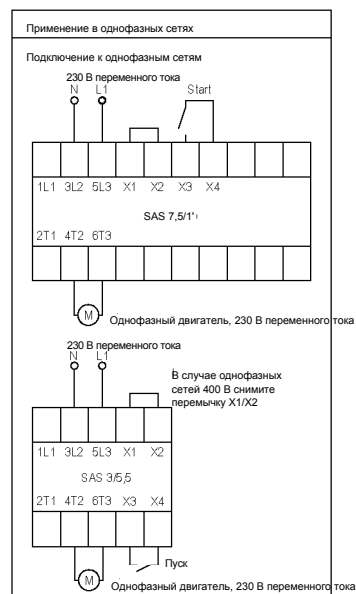 Применение в однофазных сетях
Подключение к однофазным сетям
230 В переменного тока
N L1 Start
1L1 3L2 5L3 X1 X2 X3 X4
SAS 7,5/1
2T1 4T2 6T3
M
Однофазный двигатель, 230 В переменного тока
230 В переменного тока
N L1
В случае однофазных
сетей 400 В снимите
перемычку X1/X2
1L1 3L2 5L3 X1 X2
SAS 3/5,5
2T1 4T2 6T3 X3 X4
Пуск
M
Однофазный двигатель, 230 В переменного тока